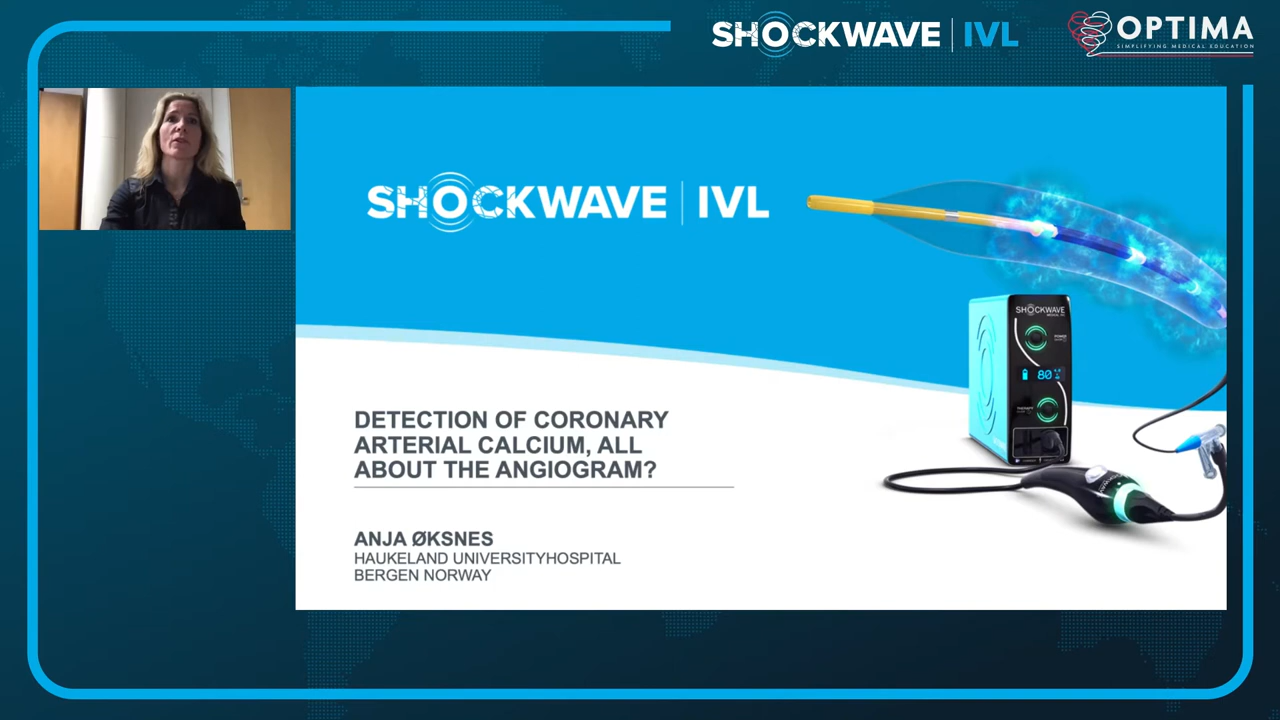 SHOCKWAVE | IVL
OPTIMA
SIMPLIFYING MEDICAL EDUCATION
SHOCKWAVE | IVL
SHOCKWAVE
80
DETECTION OF CORONARY
ARTERIAL CALCIUM, ALL
ABOUT THE ANGIOGRAM?
ANJA ØKSNES
HAUKELAND UNIVERSITYHOSPITAL
BERGEN NORWAY